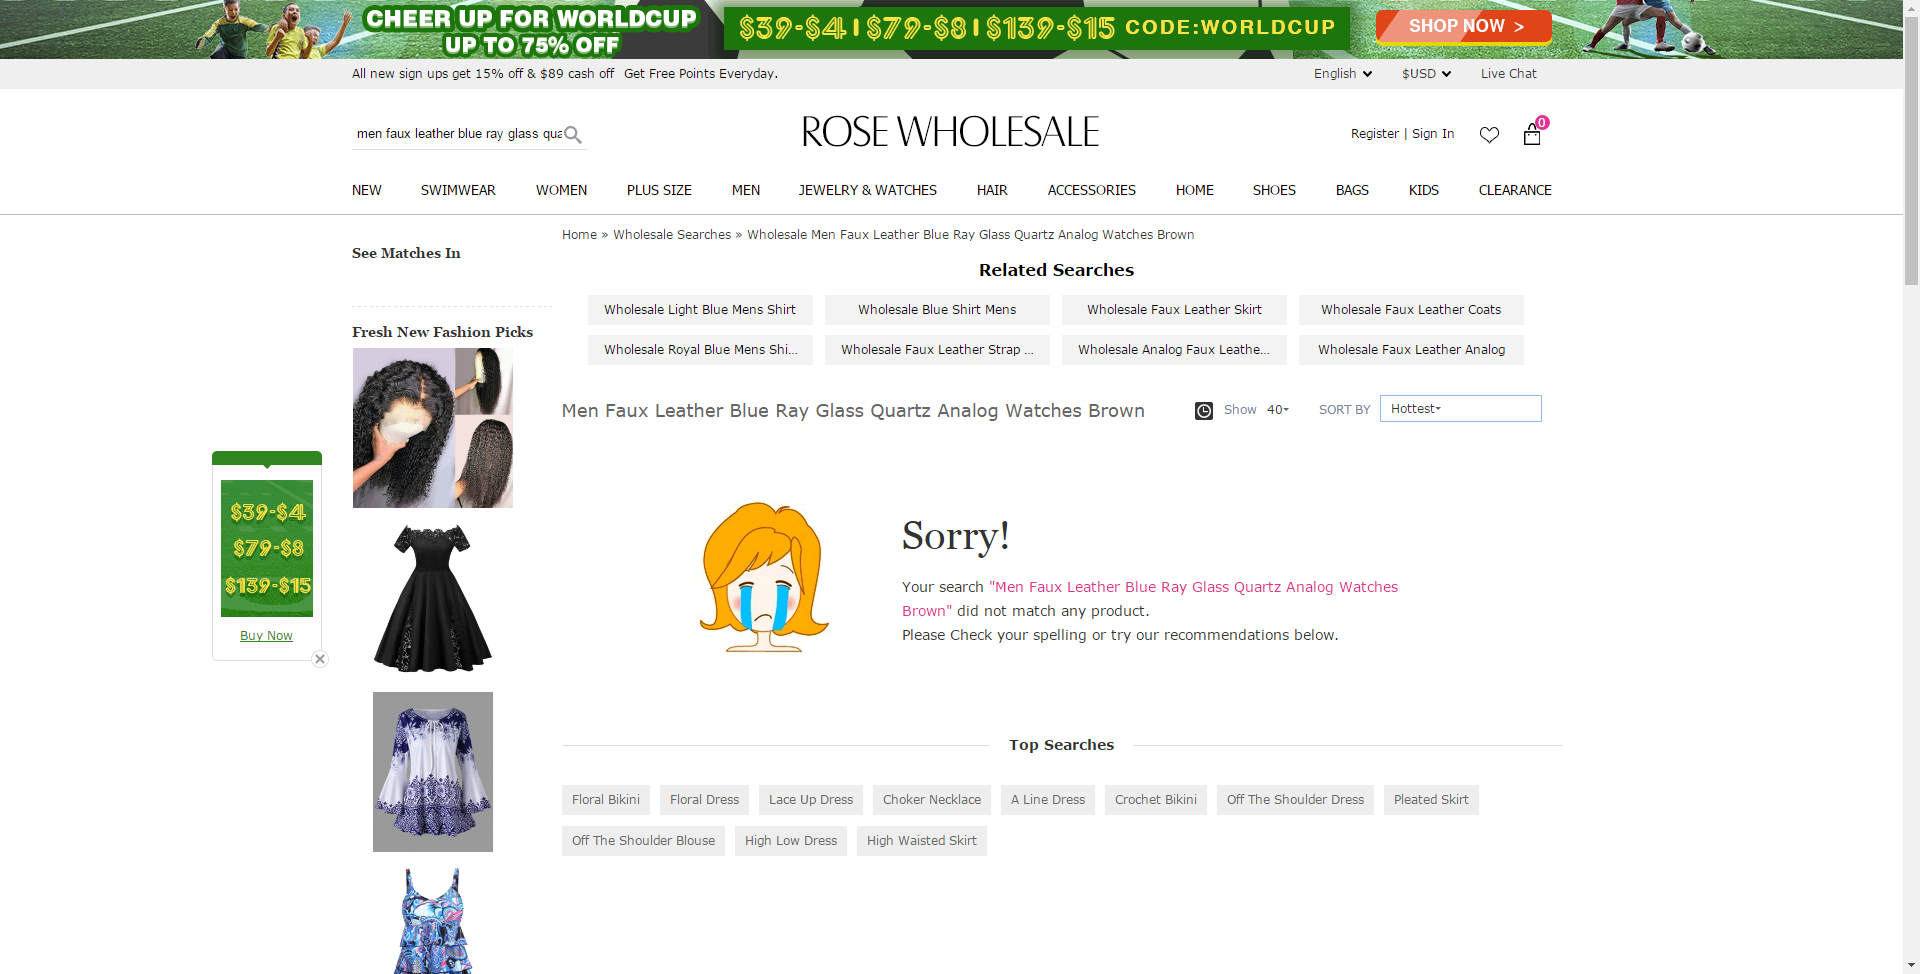 CHEER UP FOR WORLDCUP
UP TO 75% OFF
$39-$4 | $79-$8 | $139-$15 CODE:WORLDCUP
SHOP NOW >
All new sign ups get 15% off & $89 cash off Get Free Points Everyday.
English $USD Live Chat
men faux leather blue ray glass qua
ROSE WHOLESALE
Register | Sign In
0
NEW SWIMWEAR WOMEN PLUS SIZE MEN JEWELRY & WATCHES HAIR ACCESSORIES HOME SHOES BAGS KIDS CLEARANCE
Home » Wholesale Searches » Wholesale Men Faux Leather Blue Ray Glass Quartz Analog Watches Brown
See Matches In
Related Searches
Wholesale Light Blue Mens Shirt Wholesale Blue Shirt Mens Wholesale Faux Leather Skirt Wholesale Faux Leather Coats
Fresh New Fashion Picks
Wholesale Royal Blue Mens Shi... Wholesale Faux Leather Strap ... Wholesale Analog Faux Leathe... Wholesale Faux Leather Analog
Men Faux Leather Blue Ray Glass Quartz Analog Watches Brown
Show 40 SORT BY Hottest
$39-$4
$79-$8
$139-$15
Buy Now
Sorry!
Your search "Men Faux Leather Blue Ray Glass Quartz Analog Watches
Brown" did not match any product.
Please Check your spelling or try our recommendations below.
Top Searches
Floral Bikini Floral Dress Lace Up Dress Choker Necklace A Line Dress Crochet Bikini Off The Shoulder Dress Pleated Skirt
Off The Shoulder Blouse High Low Dress High Waisted Skirt